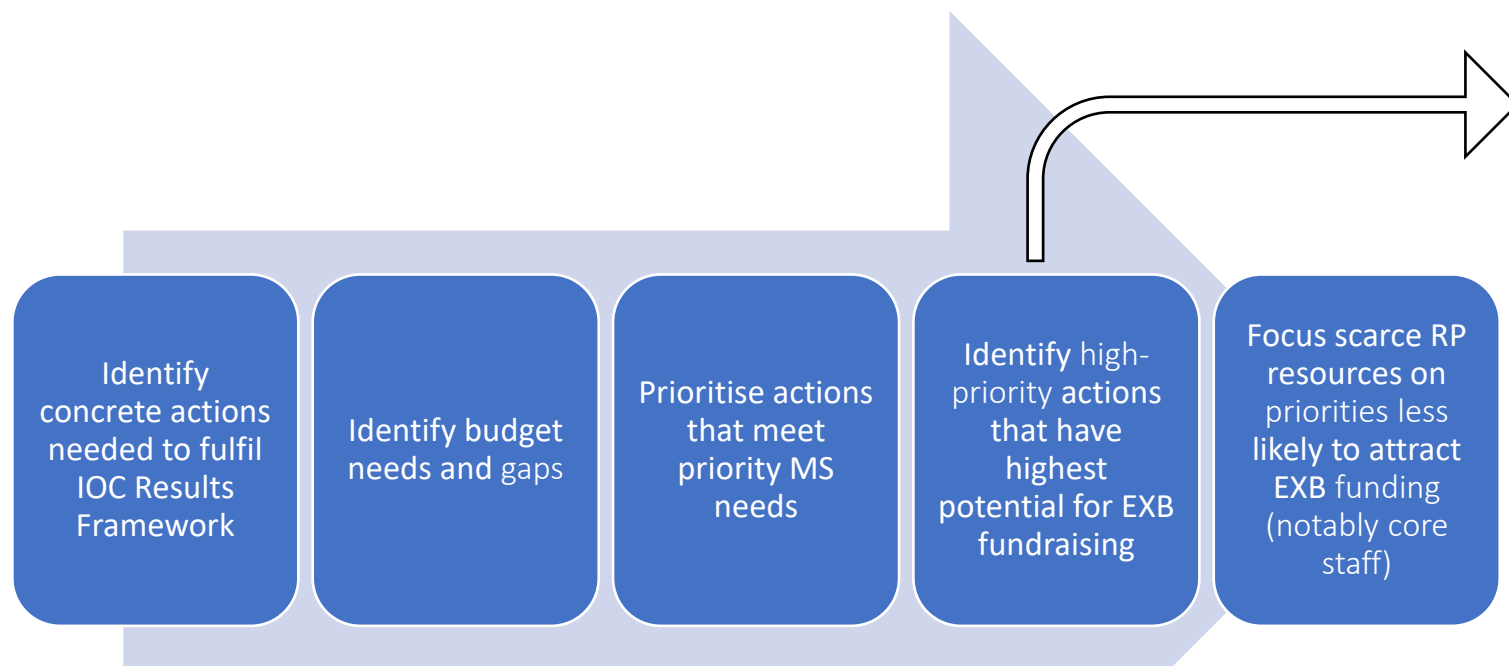 Identify
concrete actions
needed to fulfil
IOC Results
Framework
Identify budget
needs and gaps
Prioritise actions
that meet
priority MS
needs
Identify high-
priority actions
that have
highest
potential for EXB
fundraising
Focus scarce RP
resources on
priorities less
likely to attract
EXB funding
(notably core
staff)